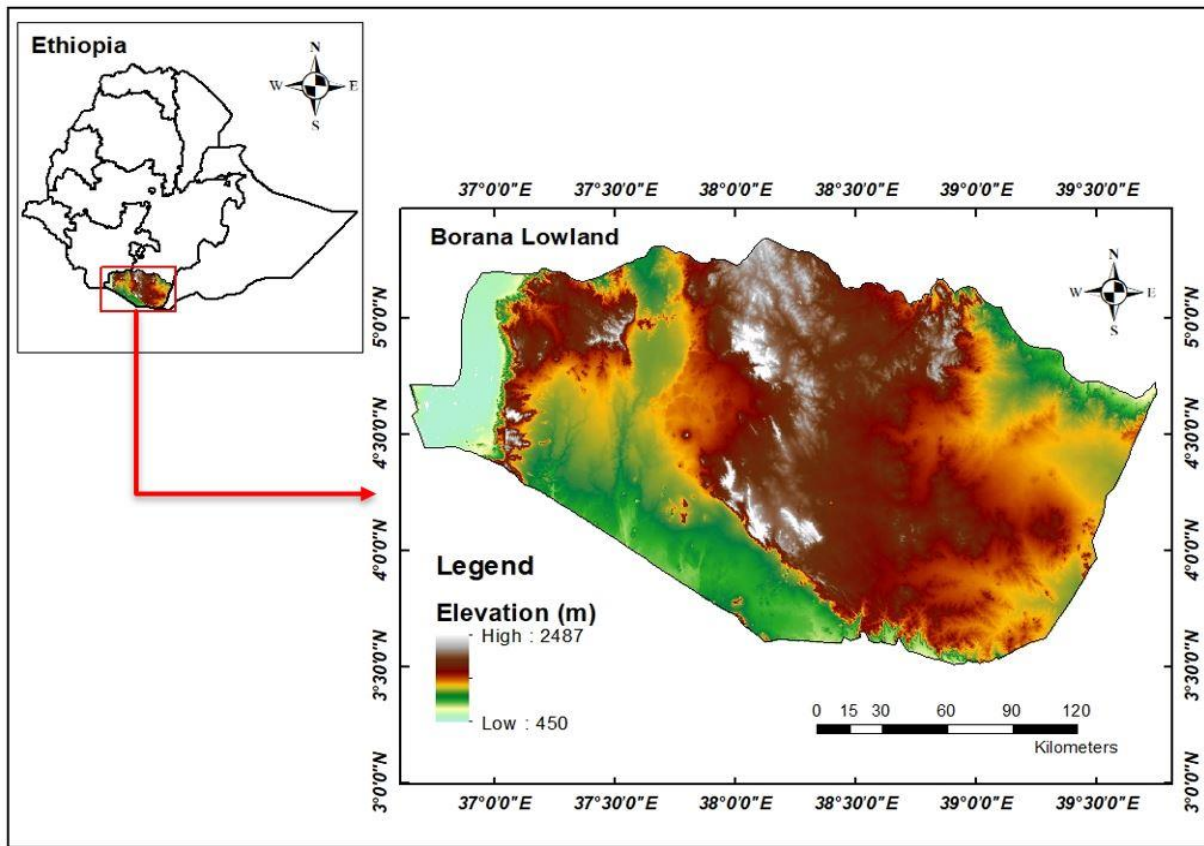 Ethiopia
N
W E
S
37°0'0"E 37°30'0"E 38°0'0"E 38°30'0"E 39°0'0"E 39°30'0"E
Borana Lowland
N
W E
S
5°0'0"N 5°0'0"N
4°30'0"N 4°30'0"N
4°0'0"N 4°0'0"N
Legend
Elevation (m)
High : 2487
3°30'0"N 3°30'0"N
Low : 450
0 15 30 60 90 120
Kilometers
3°0'0"N 3°0'0"N
37°0'0"E 37°30'0"E 38°0'0"E 38°30'0"E 39°0'0"E 39°30'0"E